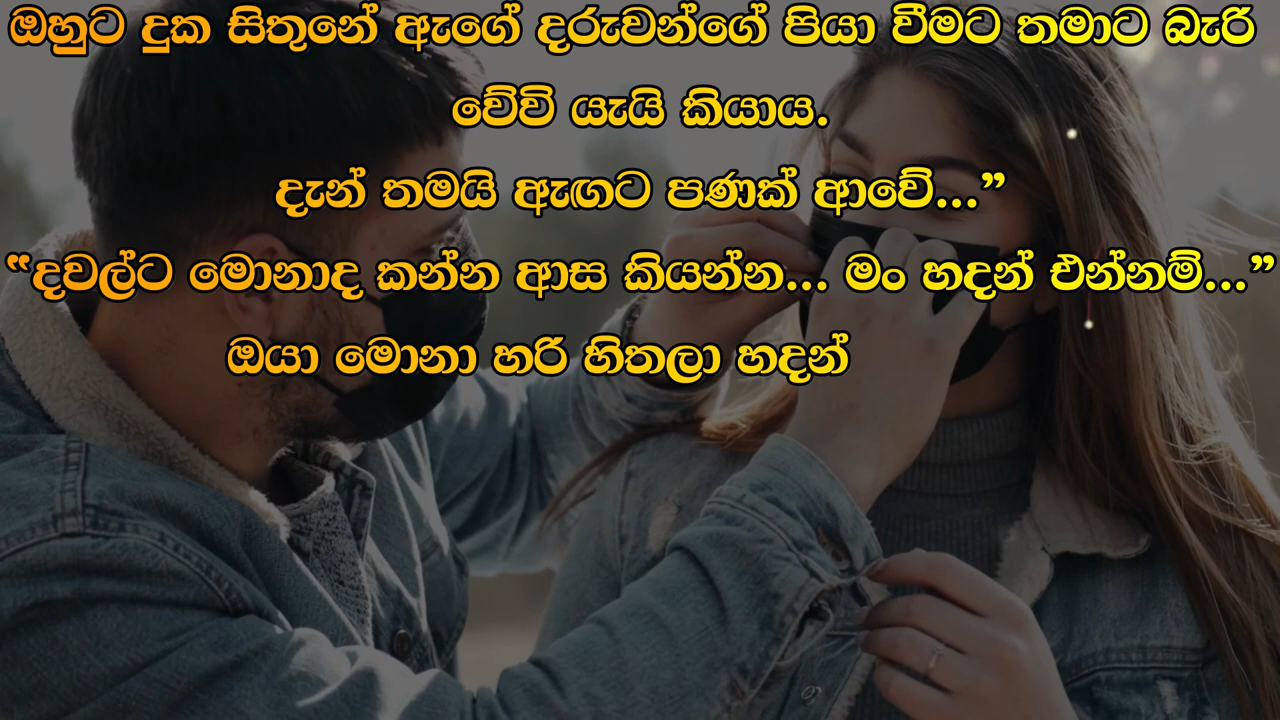 ඔහුට දුක සිතුනේ ඇගේ දරුවන්ගේ පියා වීමට තමාට බැරි
වේවි යැයි කියාය.
දැන් තමයි ඇඟට පණක් ආවේ...”
“දවල්ට මොනාද කන්න ආස කියන්න... මං හදන් එන්නම්...”
ඔයා මොනා හරි හිතලා හදන්